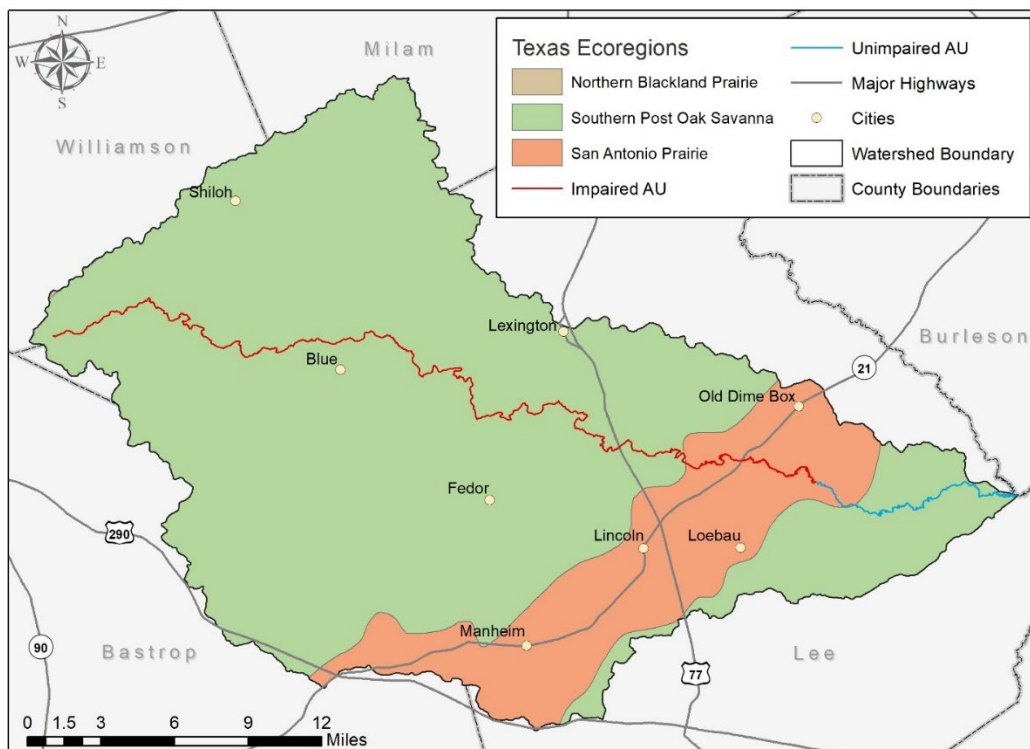 N
W E
S
Milam
Williamson
Texas Ecoregions
Northern Blackland Prairie
Southern Post Oak Savanna
San Antonio Prairie
Impaired AU
Unimpaired AU
Major Highways
Cities
Watershed Boundary
County Boundaries
Shiloh
Lexington
Burleson
Blue
21
Old Dime Box
Fedor
290
Lincoln
Loebau
Manheim
90
Bastrop
Lee
77
0 1.5 3 6 9 12
Miles